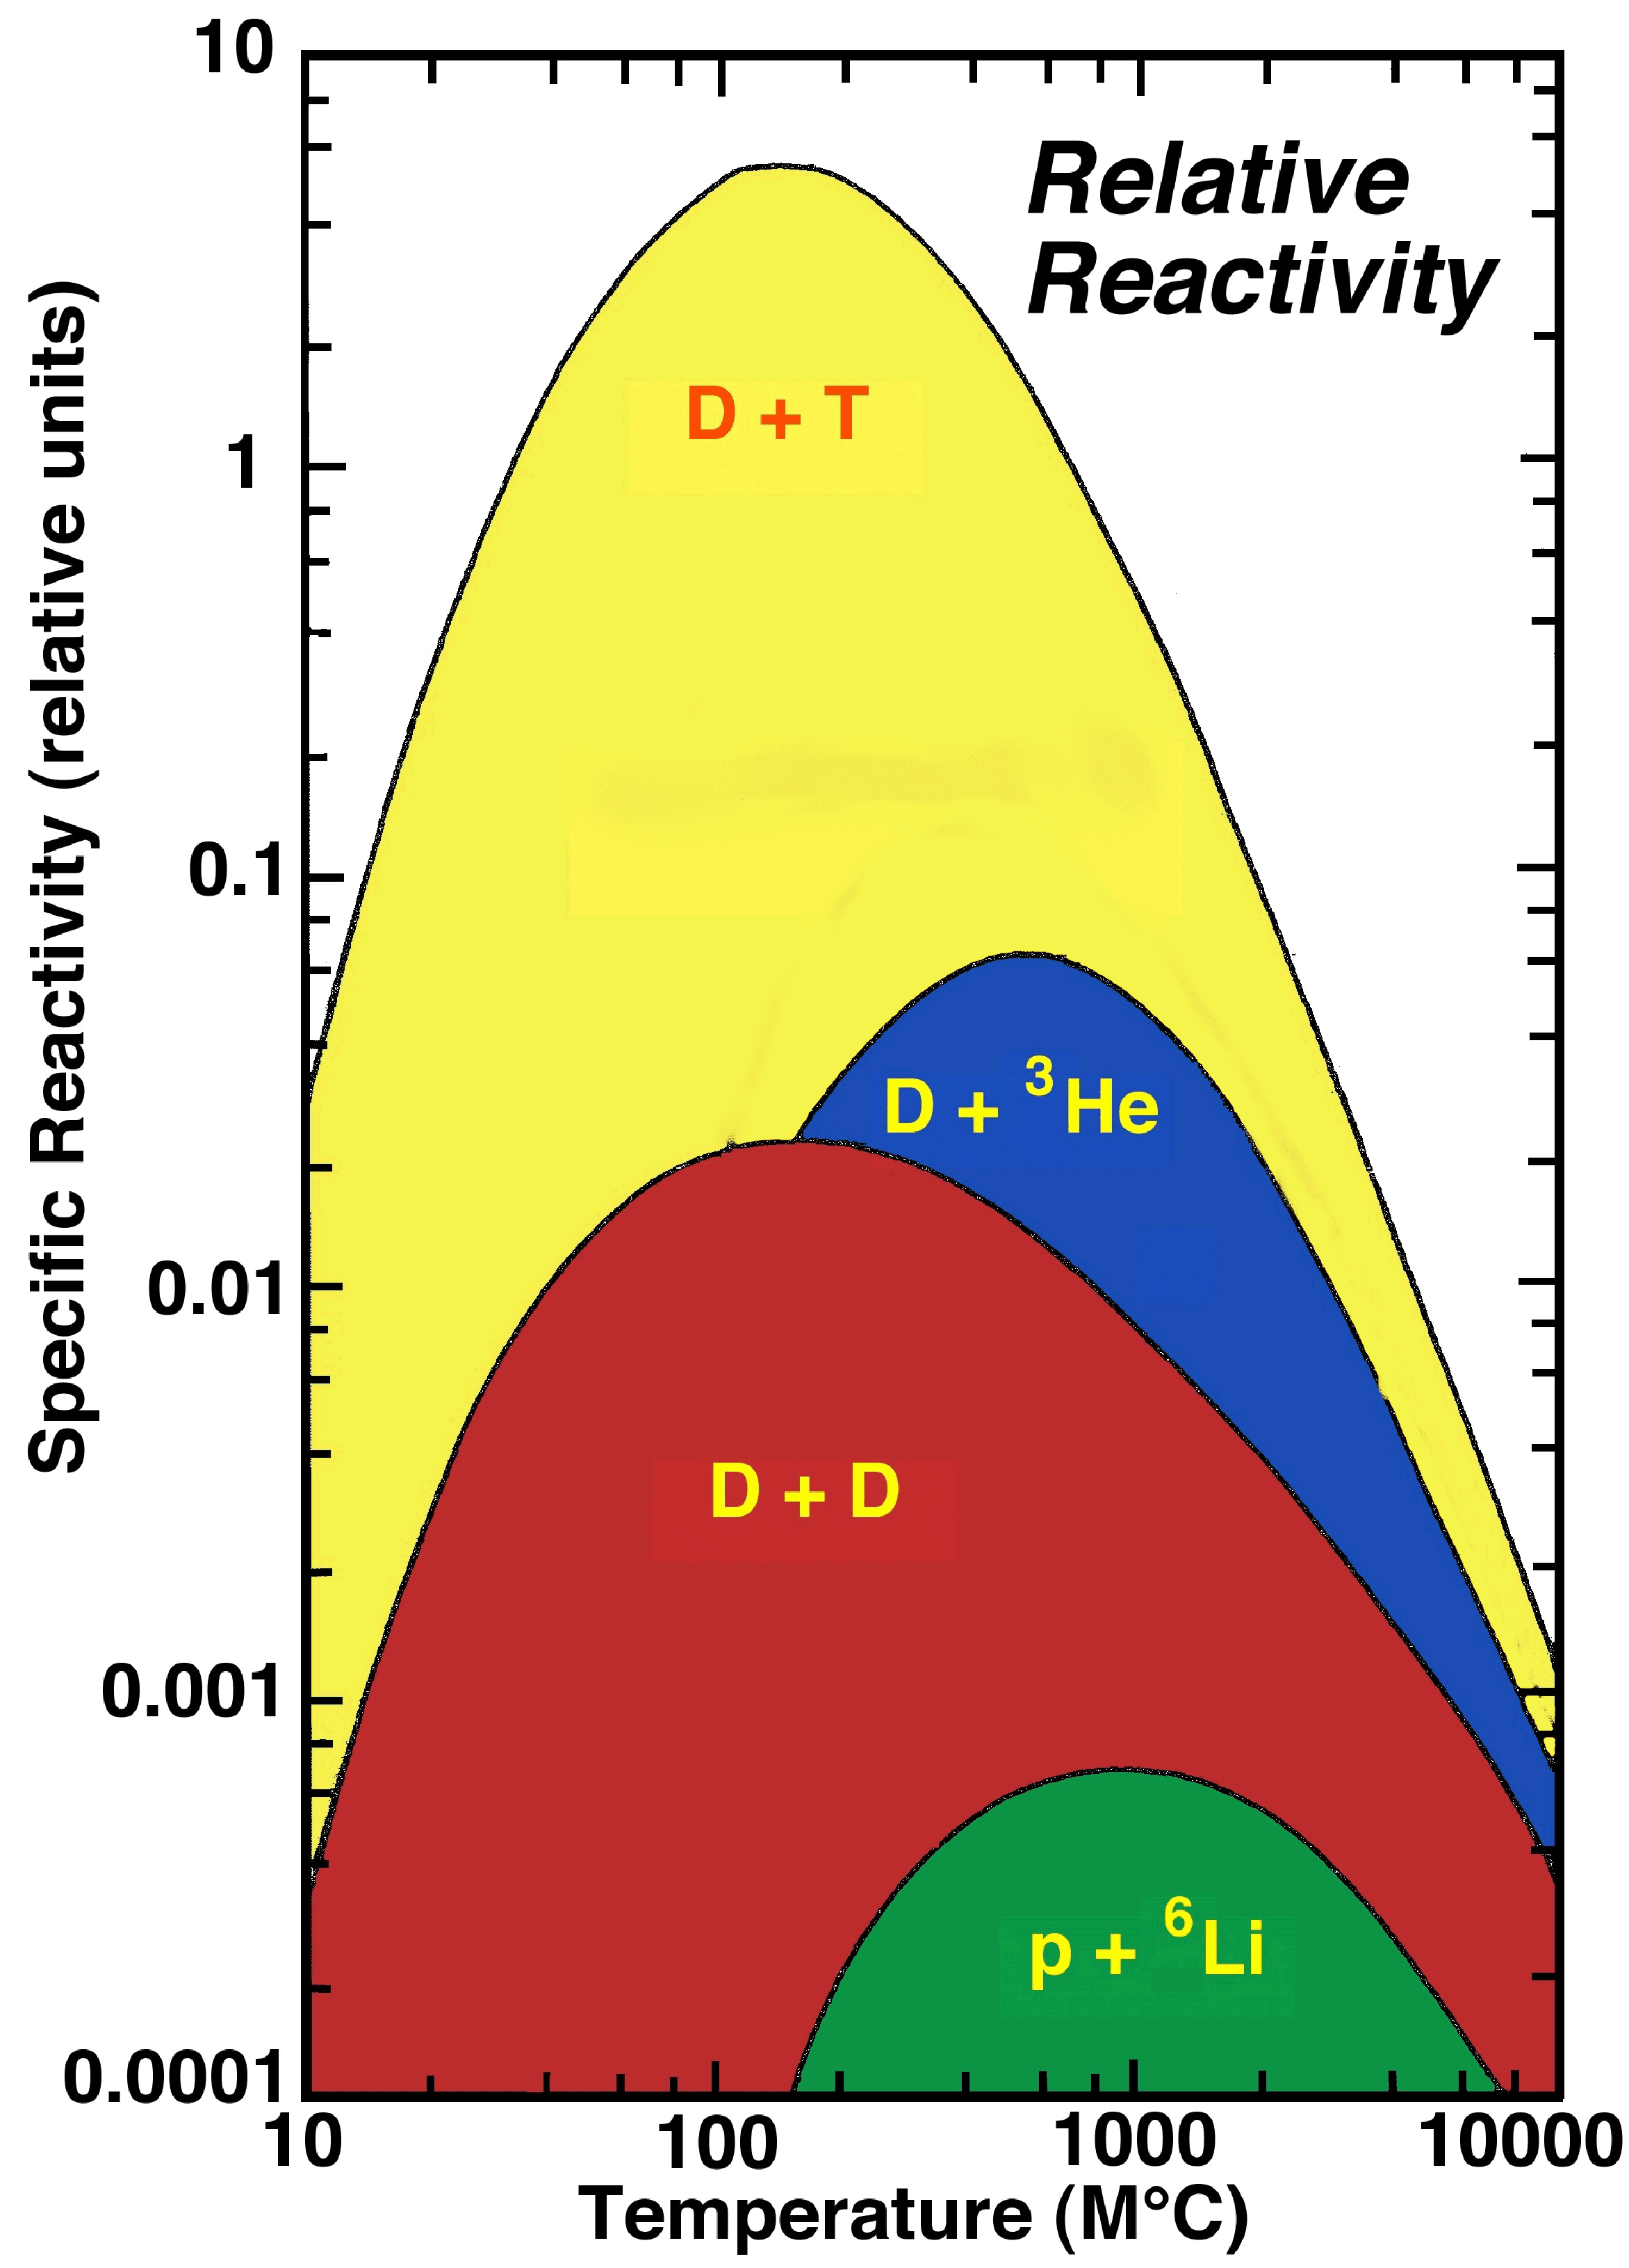 10
Relative
Reactivity
Specific Reactivity (relative units)
D + T
1
0.1
D + ³He
0.01
D + D
0.001
p + ⁶Li
0.0001
10 100 1000 10000
Temperature (M°C)